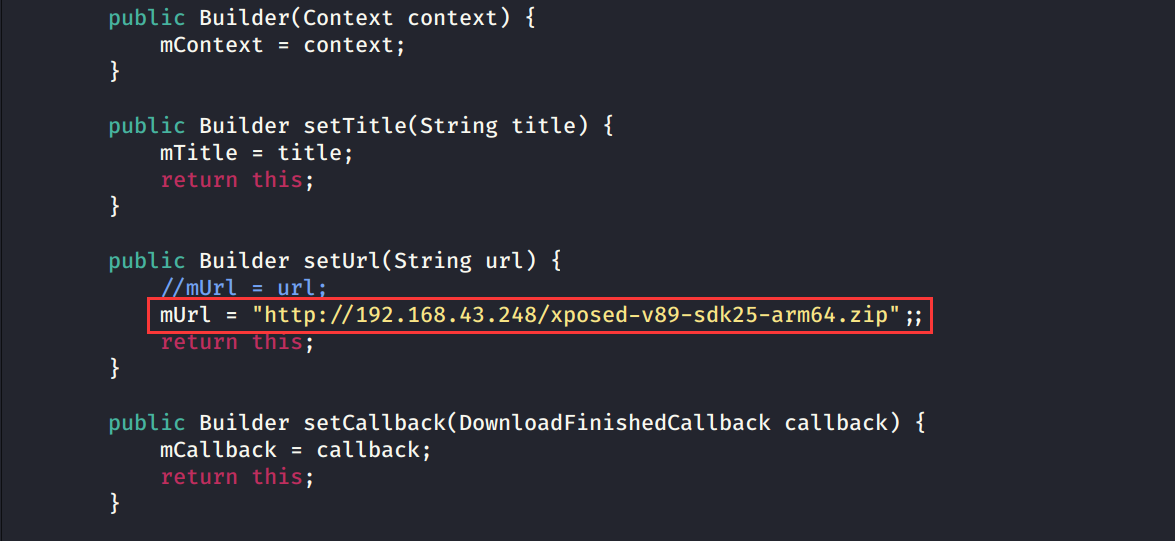 public Builder(Context context) {
mContext = context;
}
public Builder setTitle(String title) {
mTitle = title;
return this;
}
public Builder setUrl(String url) {
//mUrl = url;
mUrl = "http://192.168.43.248/xposed-v89-sdk25-arm64.zip";;
return this;
}
public Builder setCallback(DownloadFinishedCallback callback) {
mCallback = callback;
return this;
}